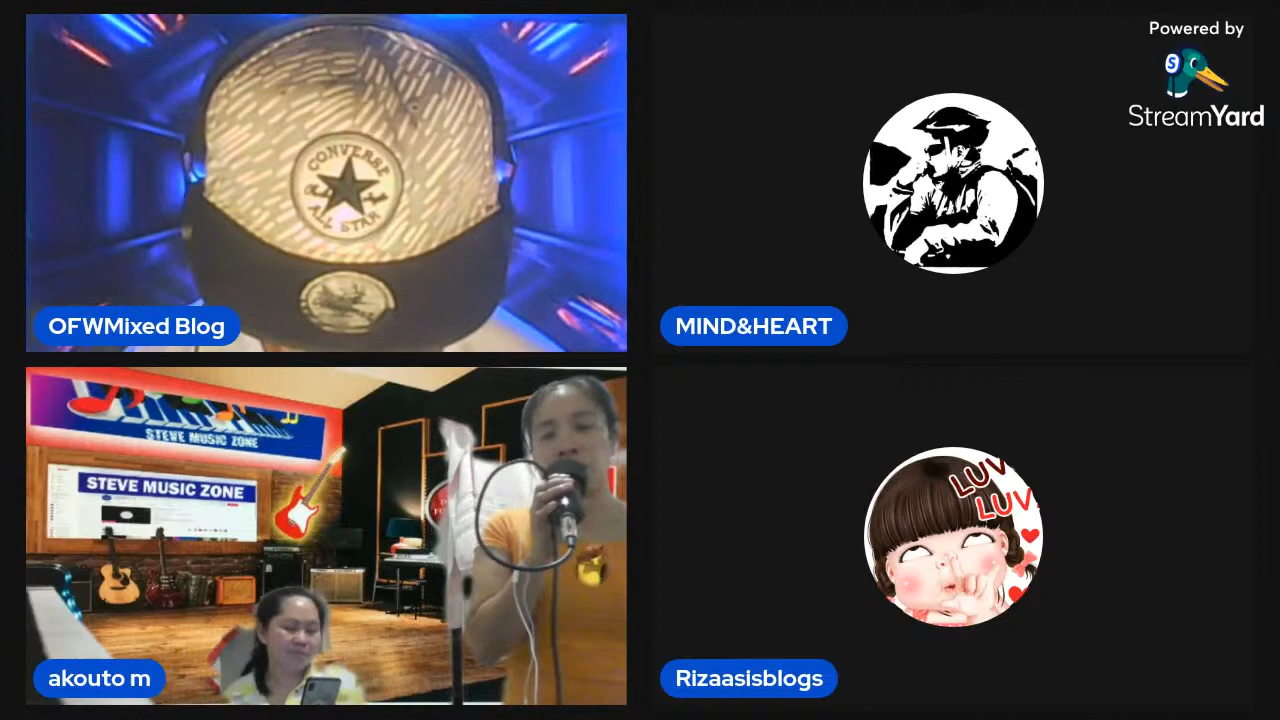 Powered by
StreamYard
CONVERSE
ALL STAR
OFWMixed Blog
MIND&HEART
STEVE MUSIC ZONE
STEVE MUSIC ZONE
LUV
LUV
akouto m
Rizaasisblogs